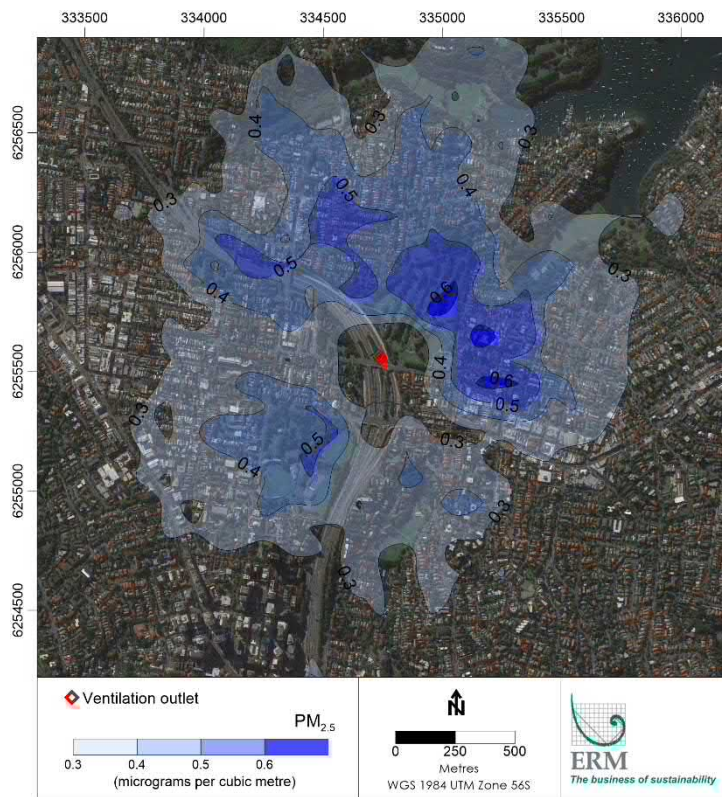 333500 334000 334500 335000 335500 336000
6256500
6256000
6255500
6255000
6254500
0.3
0.3
0.4
0.4
0.3
0.5
0.5
0.4
0.6
0.3
0.4
0.6
0.5
0.3
0.5
0.4
0.3
0.3
0.3
Ventilation outlet
PM2.5
0.3 0.4 0.5 0.6
(micrograms per cubic metre)
N
0 250 500
Metres
WGS 1984 UTM Zone 56S
ERM
The business of sustainability